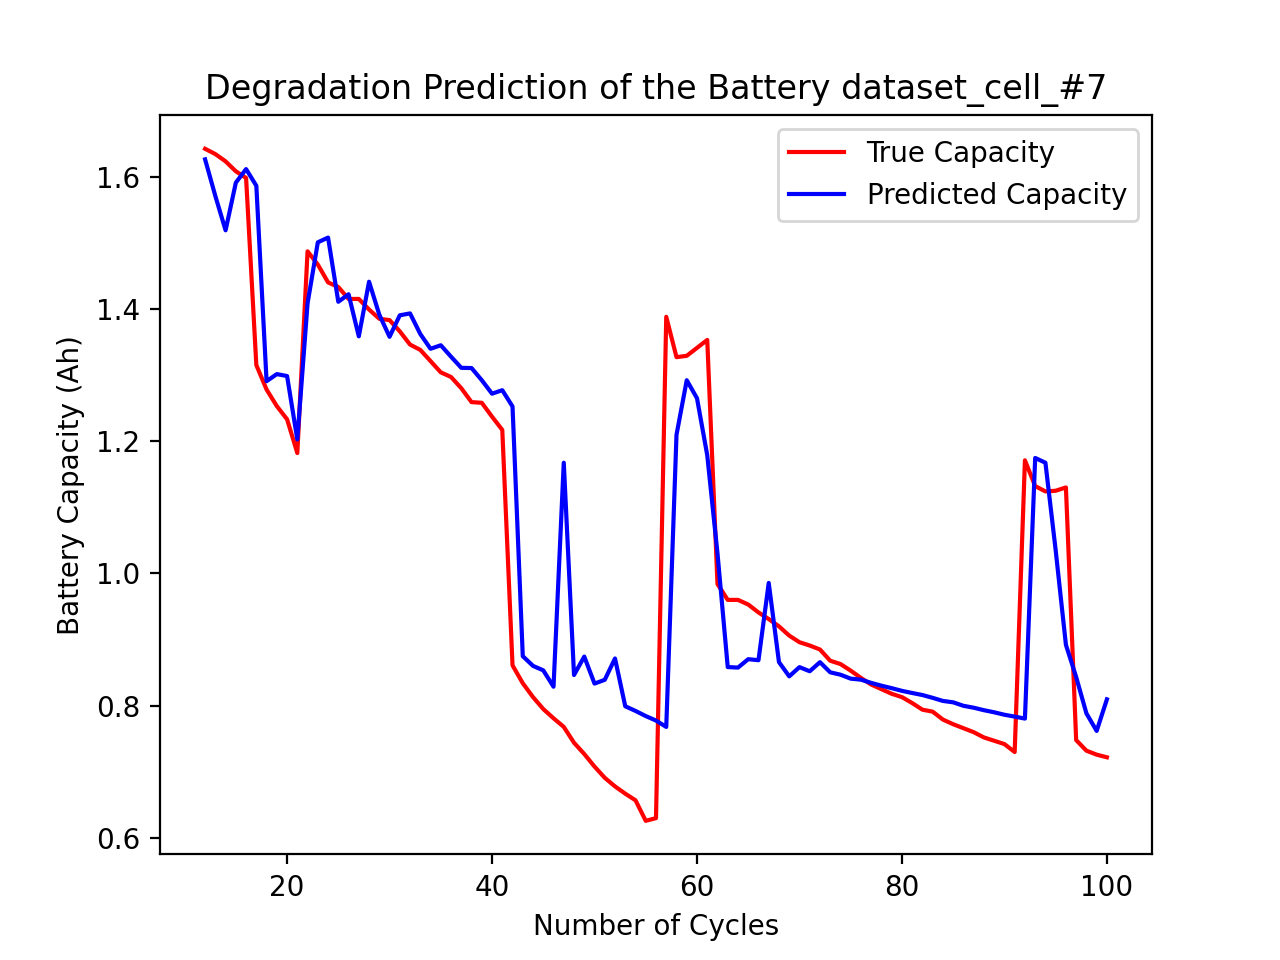 Degradation Prediction of the Battery dataset_cell_#7
True Capacity
Predicted Capacity
Battery Capacity (Ah)
1.6
1.4
1.2
1.0
0.8
0.6
20 40 60 80 100
Number of Cycles